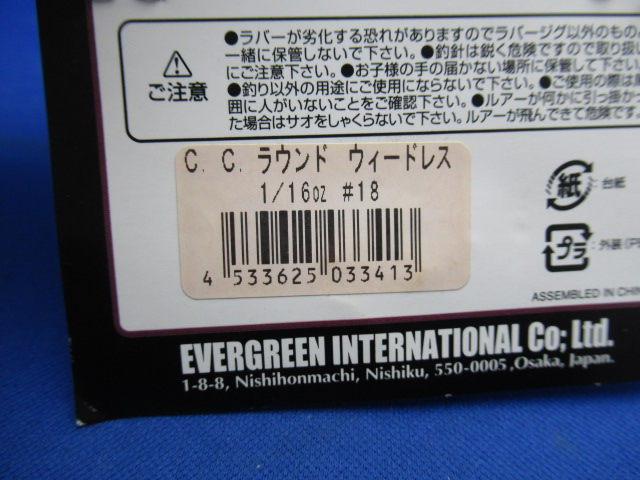 ●ラバーが劣化する恐れがありますのでラバージグ以外のもの
一緒に保管しないで下さい。●釣針は鋭く危険ですので取り扱い
にご注意下さい。●お子様の手の届かない場所に保管して下さい
●釣り以外の用途にご使用にならないで下さい。●ご使用の際は
囲に人がいないことをご確認下さい。●ルアーが何かに引っ掛か
た場合はサオをしゃくらないで下さい。ルアーが飛んできて危険です
ご注意
C. C. ラウンド ウィードレス
1/16oz #18
4 533625 033413
紙 :台紙
プラ :外装(P
ASSEMBLED IN CHIN
EVERGREEN INTERNATIONAL Co; Ltd.
1-8-8, Nishihonmachi, Nishiku, 550-0005 ,Osaka, Japan.